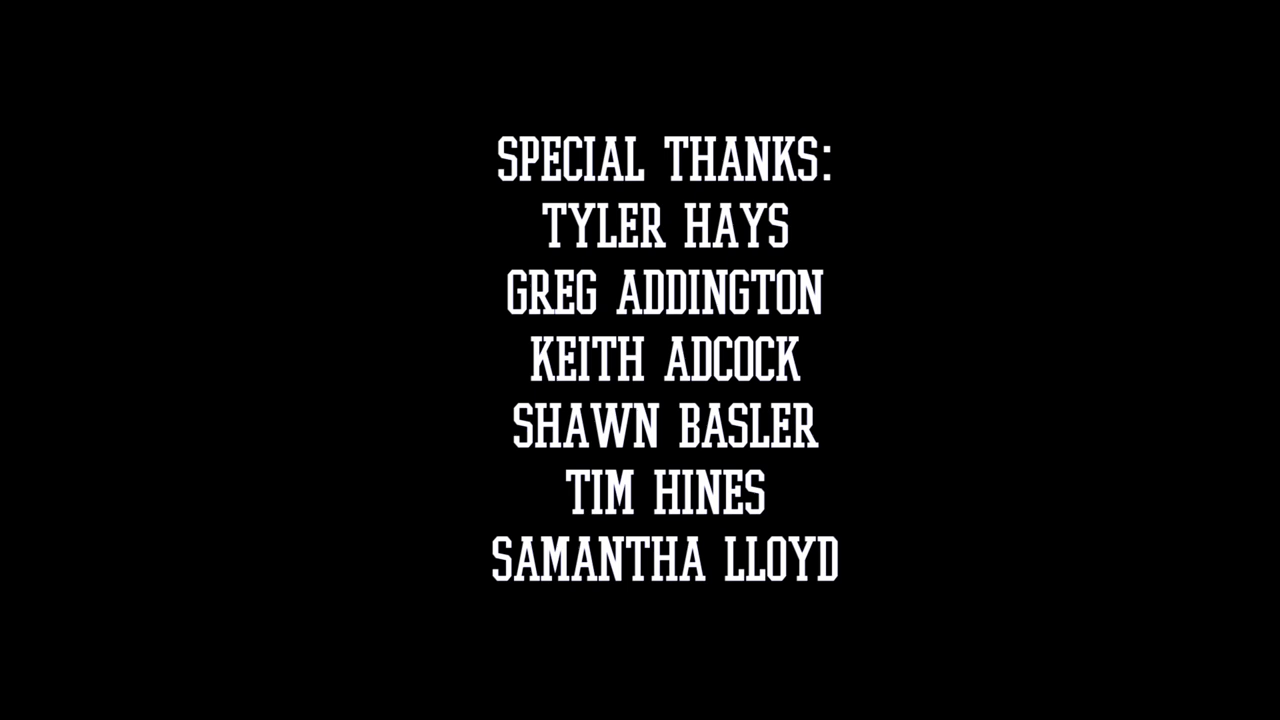 SPECIAL THANKS:
TYLER HAYS
GREG ADDINGTON
KEITH ADCOCK
SHAWN BASLER
TIM HINES
SAMANTHA LLOYD